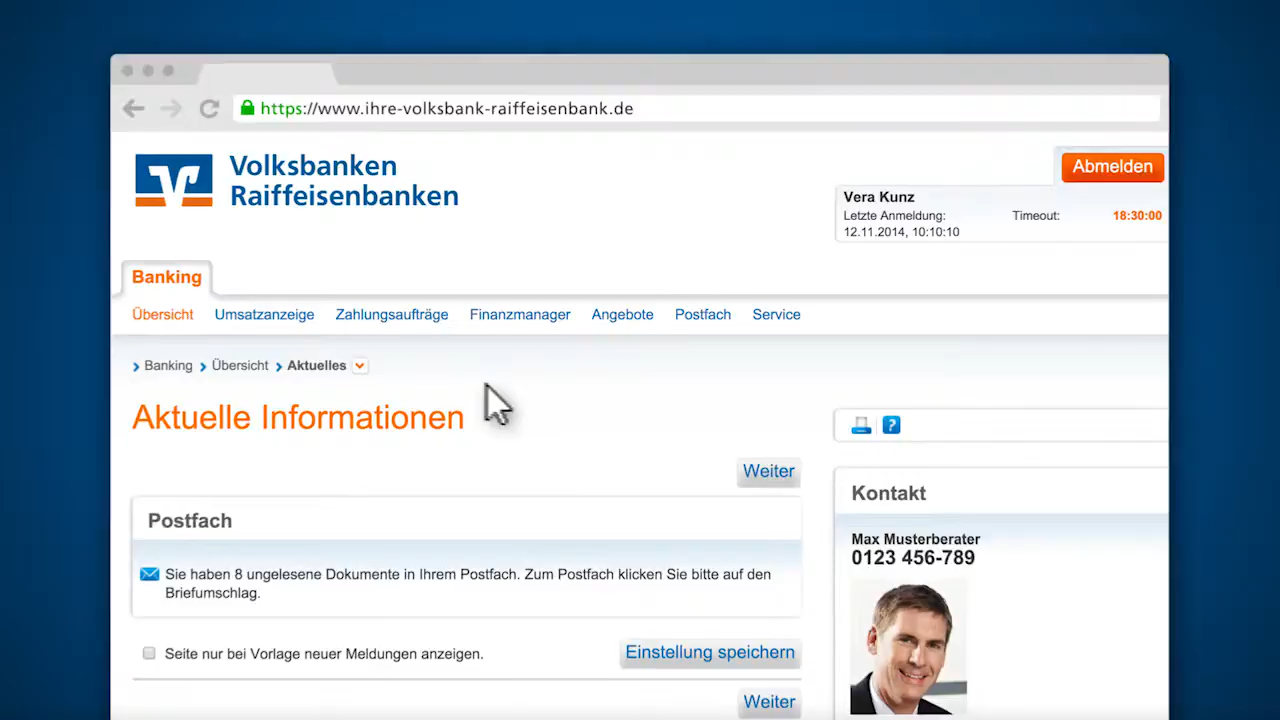 https://www.ihre-volksbank-raiffeisenbank.de
Volksbanken
Raiffeisenbanken
Abmelden
Vera Kunz
Letzte Anmeldung:
Timeout:
18:30:00
12.11.2014, 10:10:10
Banking
Übersicht Umsatzanzeige Zahlungsaufträge Finanzmanager Angebote Postfach Service
Banking Übersicht Aktuelles
Aktuelle Informationen
?
Weiter
Postfach
Sie haben 8 ungelesene Dokumente in Ihrem Postfach. Zum Postfach klicken Sie bitte auf den
Briefumschlag.
Seite nur bei Vorlage neuer Meldungen anzeigen.
Einstellung speichern
Weiter
Kontakt
Max Musterberater
0123 456-789